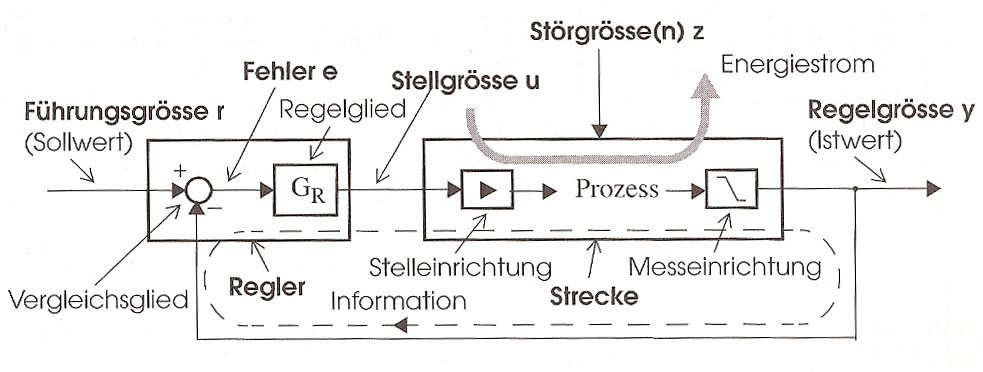 Störgrösse(n) z
Energiestrom
Fehler e
Stellgrösse u
Führungsgrösse r
(Sollwert)
Regelglied
Regelgrösse y
(Istwert)
+
−
G_R
Prozess
Stelleinrichtung
Messeinrichtung
Vergleichsglied
Regler
Information
Strecke